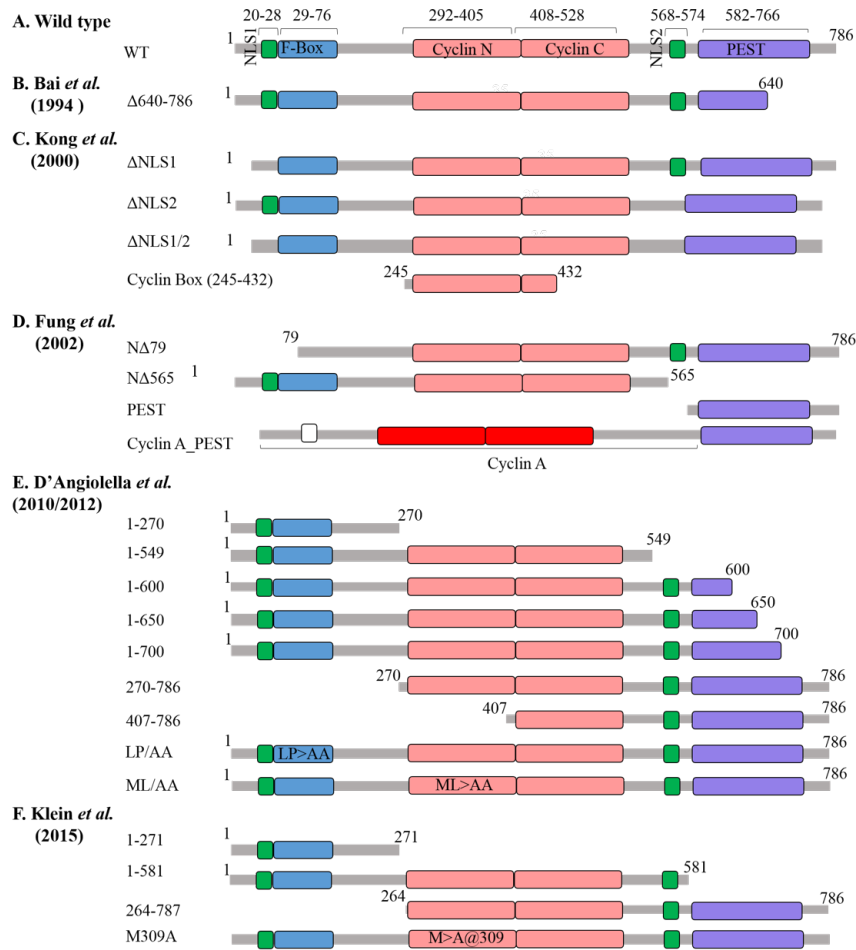 A. Wild type
20-28 29-76 292-405 408-528 568-574 582-766
WT 1 NLS1 F-Box Cyclin N Cyclin C NLS2 PEST 786
B. Bai et al.
(1994 )
Δ640-786 1 640
C. Kong et al.
(2000)
ΔNLS1 1
ΔNLS2 1
ΔNLS1/2 1
Cyclin Box (245-432) 245 432
D. Fung et al.
(2002)
NΔ79 79 786
NΔ565 1 565
PEST
Cyclin A_PEST
Cyclin A
E. D’Angiolella et al.
(2010/2012)
1-270 1 270
1-549 1 549
1-600 1 600
1-650 1 650
1-700 1 700
270-786 270 786
407-786 407 786
LP/AA 1 LP>AA 786
ML/AA 1 ML>AA 786
F. Klein et al.
(2015)
1-271 1 271
1-581 1 581
264-787 264 786
M309A M>A@309